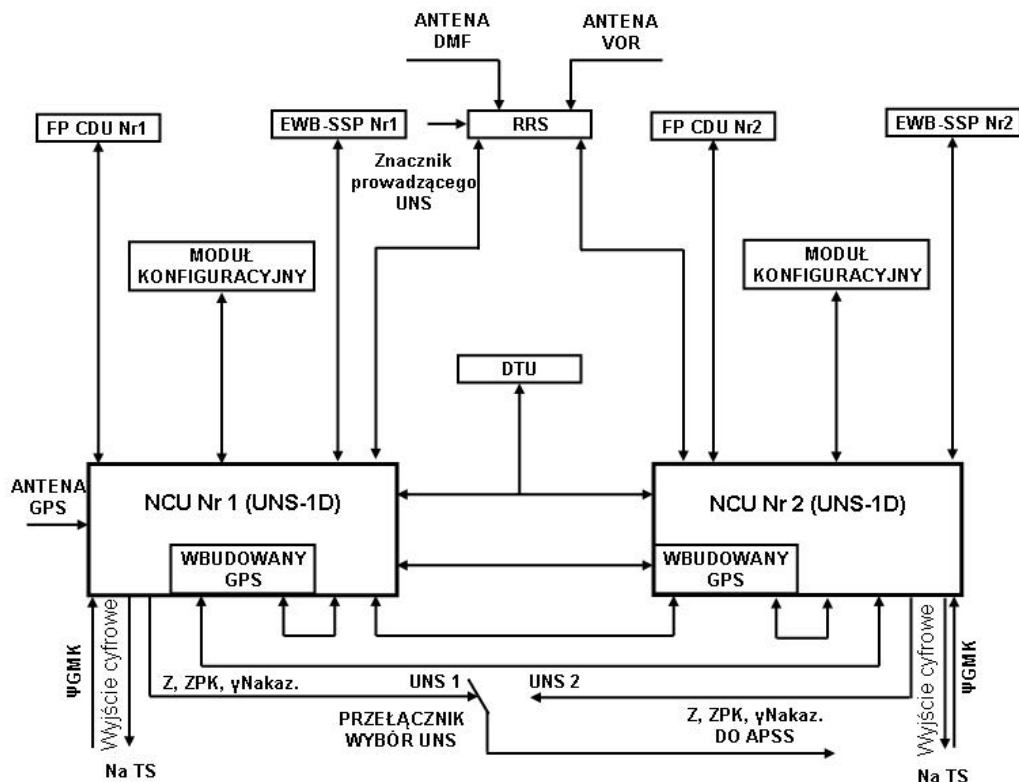 ANTENA
DMF
ANTENA
VOR
FP CDU Nr1
EWB-SSP Nr1
RRS
FP CDU Nr2
EWB-SSP Nr2
Znacznik
prowadzącego
UNS
MODUŁ
KONFIGURACYJNY
MODUŁ
KONFIGURACYJNY
DTU
ANTENA
GPS
NCU Nr 1 (UNS-1D)
NCU Nr 2 (UNS-1D)
WBUDOWANY
GPS
WBUDOWANY
GPS
ΨGMK
Wyjście cyfrowe
Z, ZPK, γNakaz.
UNS 1
UNS 2
PRZEŁĄCZNIK
WYBÓR UNS
Z, ZPK, γNakaz.
DO APSS
Wyjście cyfrowe
ΨGMK
Na TS
Na TS